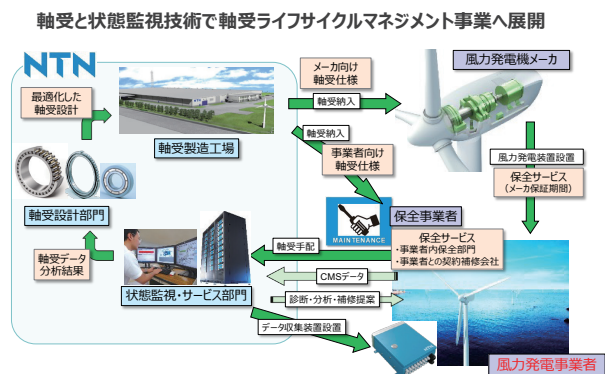 軸受と状態監視技術で軸受ライフサイクルマネジメント事業へ展開
NTN
最適化した
軸受設計
軸受製造工場
メーカ向け
軸受仕様
軸受納入
風力発電機メーカ
軸受納入
事業者向け
軸受仕様
風力発電装置設置
保全サービス
(メーカ保証期間)
軸受設計部門
MAINTENANCE
保全事業者
保全サービス
・事業者内保全部門
・事業者との契約補修会社
軸受手配
軸受データ
分析結果
CMSデータ
状態監視・サービス部門
診断・分析・補修提案
データ収集装置設置
風力発電事業者